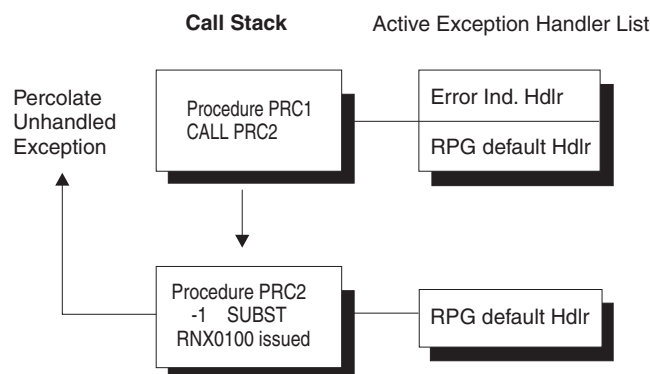 Call Stack
Active Exception Handler List
Percolate
Unhandled
Exception
Procedure PRC1
CALL PRC2
Error Ind. Hdlr
RPG default Hdlr
Procedure PRC2
-1 SUBST
RNX0100 issued
RPG default Hdlr